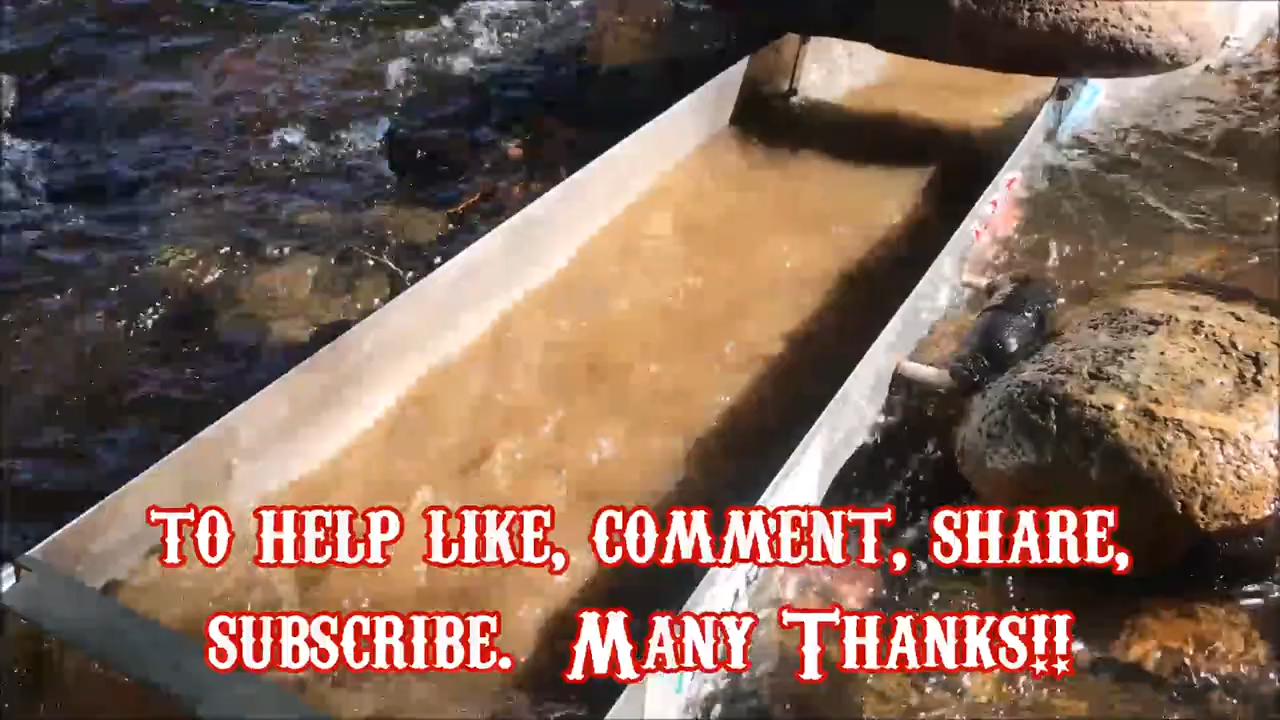 TO HELP LIKE, COMMENT, SHARE,
SUBSCRIBE. MANY THANKS!!